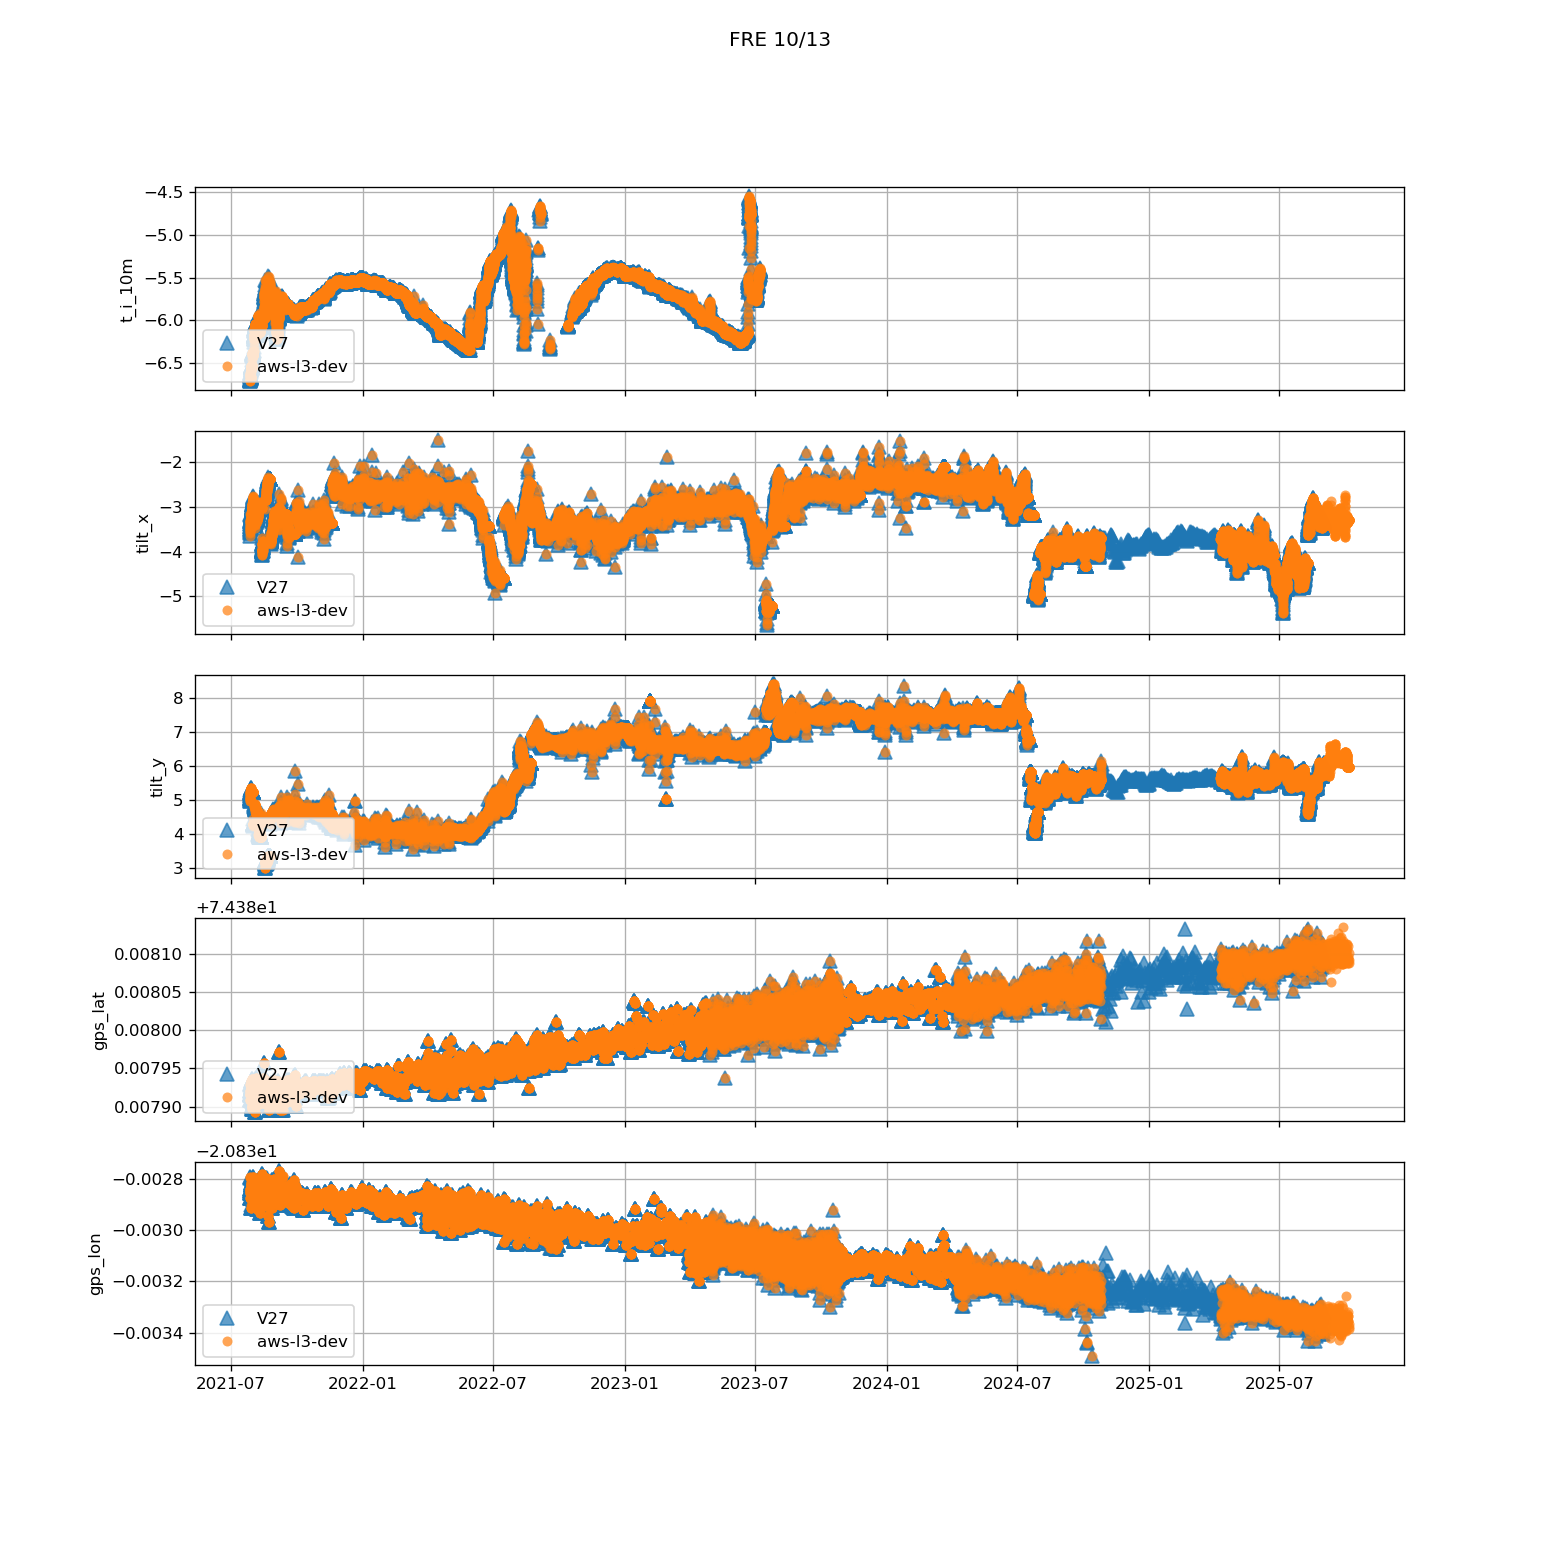 FRE 10/13
−4.5
−5.0
−5.5
−6.0
−6.5
t_i_10m
V27
aws-l3-dev
−2
−3
−4
−5
tilt_x
V27
aws-l3-dev
8
7
6
5
4
3
tilt_y
V27
aws-l3-dev
+7.438e1
0.00810
0.00805
0.00800
0.00795
0.00790
gps_lat
V27
aws-l3-dev
−2.083e1
−0.0028
−0.0030
−0.0032
−0.0034
gps_lon
V27
aws-l3-dev
2021-07 2022-01 2022-07 2023-01 2023-07 2024-01 2024-07 2025-01 2025-07